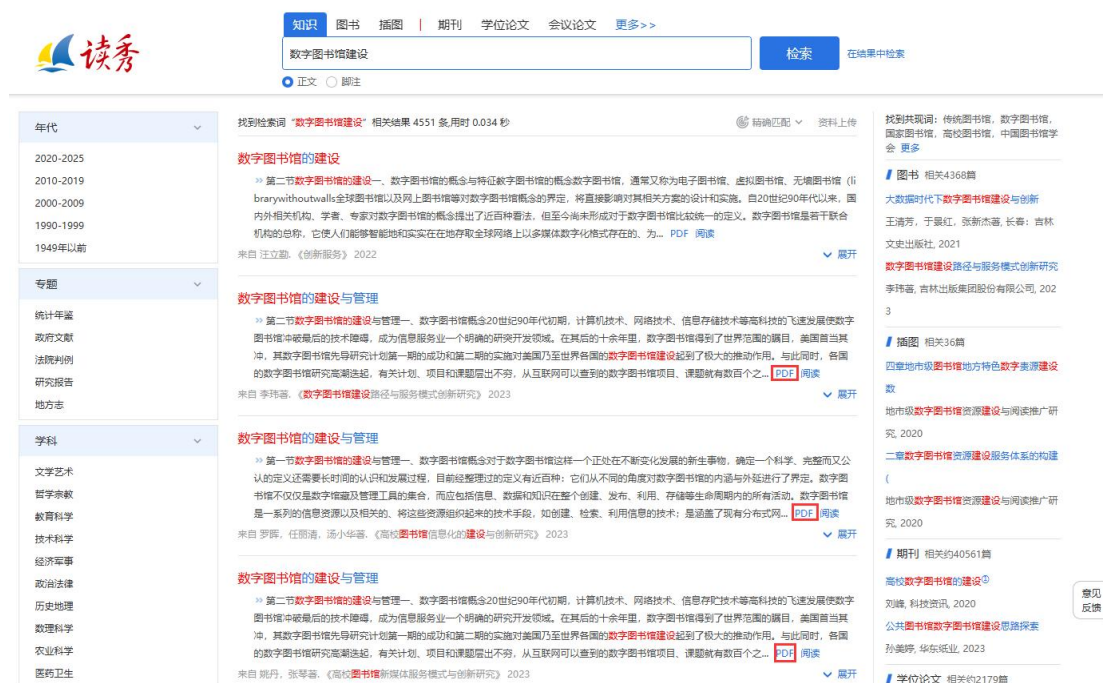 读秀
知识 图书 插图 | 期刊 学位论文 会议论文 更多>>
数字图书馆建设
检索
在结果中检索
正文 脚注
年代
2020-2025
2010-2019
2000-2009
1990-1999
1949年以前
专题
统计年鉴
政府文献
法院判例
研究报告
地方志
学科
文学艺术
哲学宗教
教育科学
技术科学
经济军事
政治法律
历史地理
数理科学
农业科学
医药卫生
找到检索词 “数字图书馆建设” 相关结果 4551 条,用时 0.034 秒
精确匹配 资料上传
数字图书馆的建设
›› 第二节数字图书馆的建设一、数字图书馆的概念与特征数字图书馆的概念数字图书馆，通常又称为电子图书馆、虚拟图书馆、无墙图书馆（li
brarywithoutwalls全球图书馆以及网上图书馆等对数字图书馆概念的界定，将直接影响对其相关方案的设计和实施。自20世纪90年代以来，国
内外相关机构、学者、专家对数字图书馆的概念提出了近百种看法，但至今尚未形成对于数字图书馆比较统一的定义。数字图书馆是若干联合
机构的总称，它使人们能够智能地和实实在在地存取全球网络上以多媒体数字化格式存在的、为... PDF 阅读
来自 汪立勤.《创新服务》 2022
展开
数字图书馆的建设与管理
›› 第二节数字图书馆的建设与管理一、数字图书馆概念20世纪90年代初期，计算机技术、网络技术、信息存储技术等高科技的飞速发展使数字
图书馆冲破最后的技术障碍，成为信息服务业一个明确的研究开发领域。在其后的十余年里，数字图书馆得到了世界范围的瞩目，美国首当其
冲，其数字图书馆先导研究计划第一期的成功和第二期的实施对美国乃至世界各国的数字图书馆建设起到了极大的推动作用。与此同时，各国
的数字图书馆研究高潮迭起，有关计划、项目和课题层出不穷，从互联网可以查到的数字图书馆项目、课题就有数百个之... PDF 阅读
来自 李玮著.《数字图书馆建设路径与服务模式创新研究》 2023
展开
数字图书馆的建设与管理
›› 第一节数字图书馆的建设与管理一、数字图书馆概念对于数字图书馆这样一个正处在不断变化发展的新生事物，确定一个科学、完整而又公
认的定义还需要长时间的认识和发展过程，目前经整理过的定义有近百种：它们从不同的角度对数字图书馆的内涵与外延进行了界定。数字图
书馆不仅仅是数字馆藏及管理工具的集合，而应包括信息、数据和知识在整个创建、发布、利用、存储等生命周期内的所有活动。数字图书馆
是一系列的信息资源以及相关的、将这些资源组织起来的技术手段，如创建、检索、利用信息的技术；是涵盖了现有分布式网... PDF 阅读
来自 罗晖，任丽清，汤小华著.《高校图书馆信息化的建设与创新研究》 2023
展开
数字图书馆的建设与管理
›› 第二节数字图书馆的建设与管理一、数字图书馆概念20世纪90年代初期，计算机技术、网络技术、信息存贮技术等高科技的飞速发展使数字
图书馆冲破最后的技术障碍，成为信息服务业一个明确的研究开发领域。在其后的十余年里，数字图书馆得到了世界范围的瞩目，美国首当其
冲，其数字图书馆先导研究计划第一期的成功和第二期的实施对美国乃至世界各国的数字图书馆建设起到了极大的推动作用。与此同时，各国
的数字图书馆研究高潮迭起，有关计划、项目和课题层出不穷，从互联网可以查到的数字图书馆项目、课题就有数百个之... PDF 阅读
来自 姚丹，张琴著.《高校图书馆新媒体服务模式与创新研究》 2023
展开
找到共现词：传统图书馆，数字图书馆，
国家图书馆，高校图书馆，中国图书馆学
会 更多
图书 相关4368篇
大数据时代下数字图书馆建设与创新
王清芳，于景红，张新杰著,长春：吉林
文史出版社, 2021
数字图书馆建设路径与服务模式创新研究
李玮著, 吉林出版集团股份有限公司, 202
3
插图 相关36篇
四章地市级图书馆地方特色数字资源建设
数
地市级数字图书馆资源建设与阅读推广研
究, 2020
二章数字图书馆资源建设服务体系的构建
(
地市级数字图书馆资源建设与阅读推广研
究, 2020
期刊 相关约40561篇
高校数字图书馆的建设①
刘峰, 科技资讯, 2020
公共图书馆数字图书馆建设思路探索
孙美婷, 华东纸业, 2023
学位论文 相关约2179篇
意见
反馈